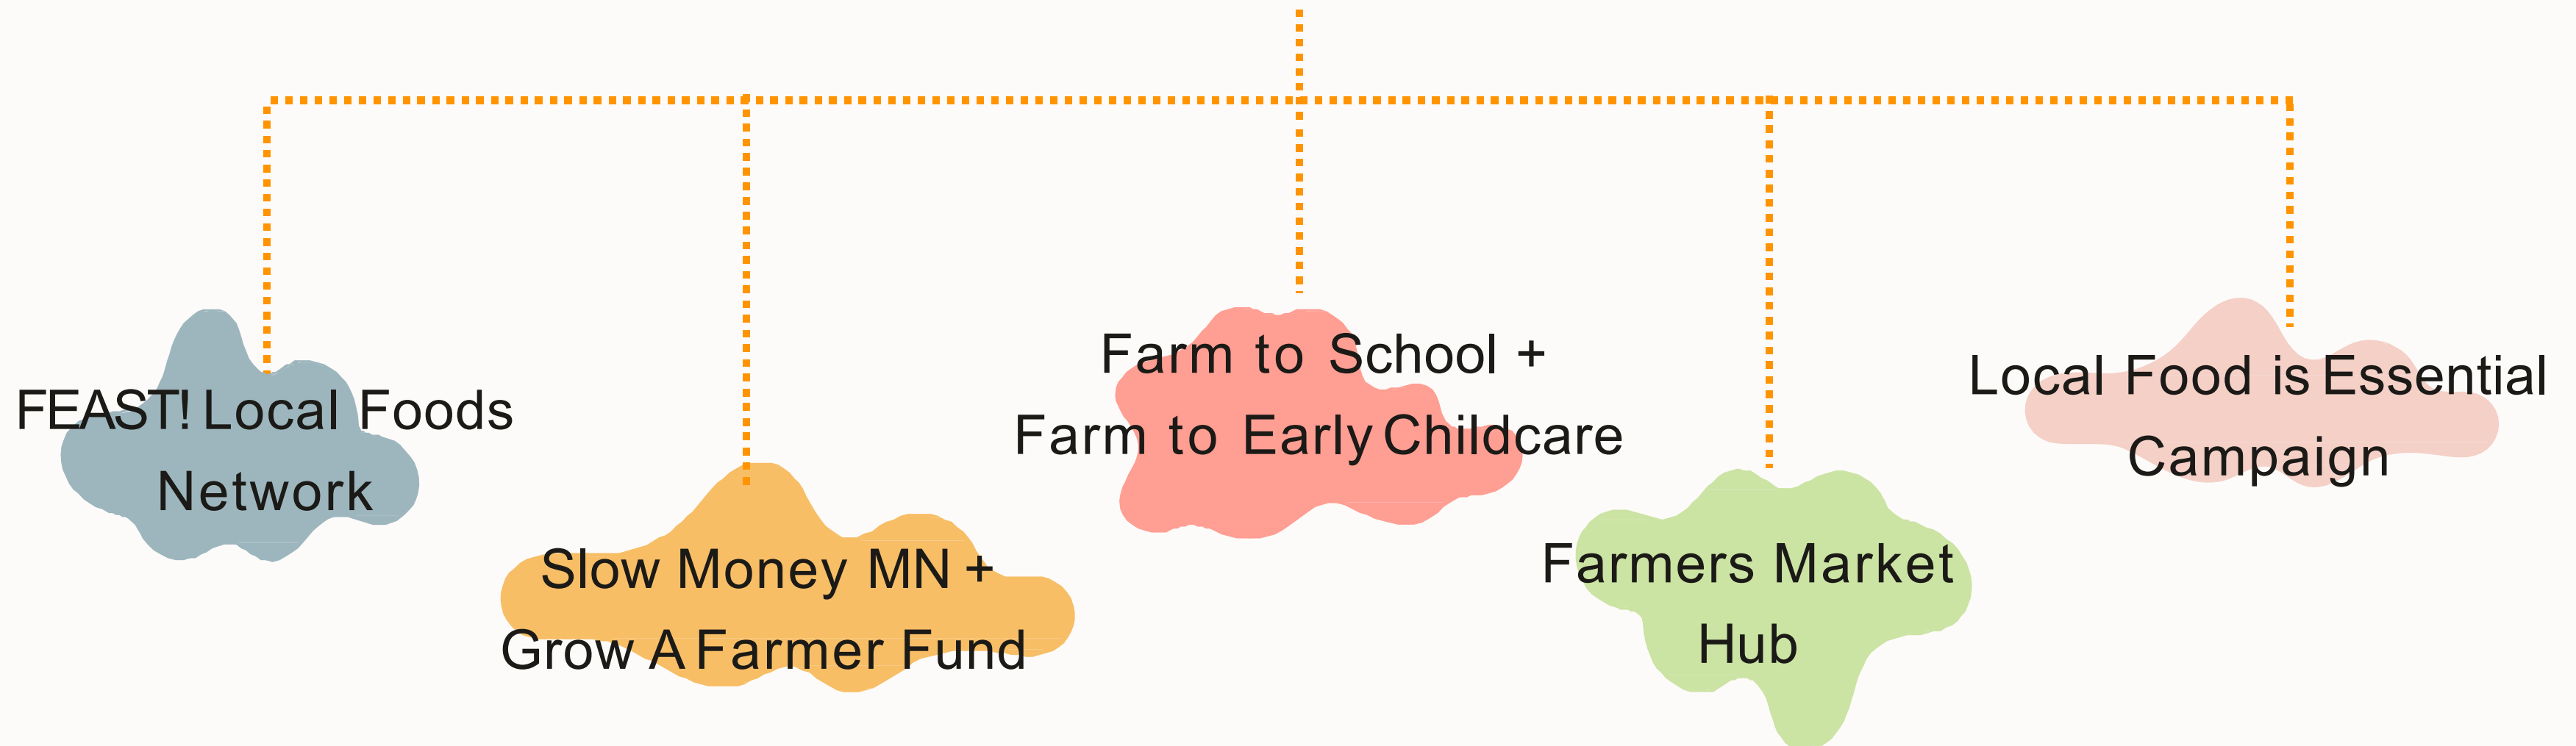 FEAST! Local Foods
Network
Slow Money MN +
Grow A Farmer Fund
Farm to School +
Farm to Early Childcare
Farmers Market
Hub
Local Food is Essential
Campaign